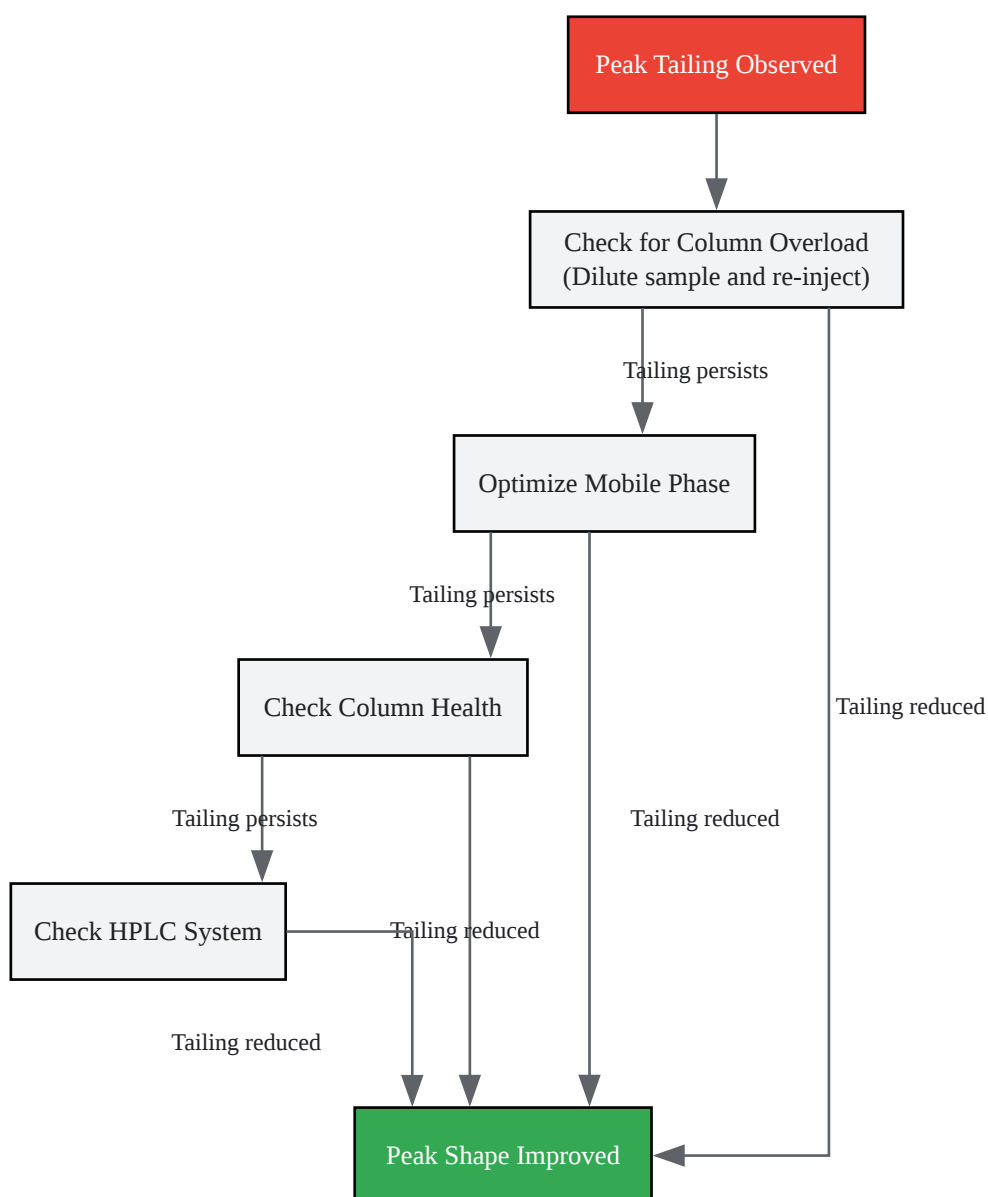 Peak Tailing Observed
Check for Column Overload
(Dilute sample and re-inject)
Tailing persists
Optimize Mobile Phase
Tailing persists
Check Column Health
Tailing reduced
Tailing persists
Tailing reduced
Check HPLC System
Tailing reduced
Tailing reduced
Peak Shape Improved